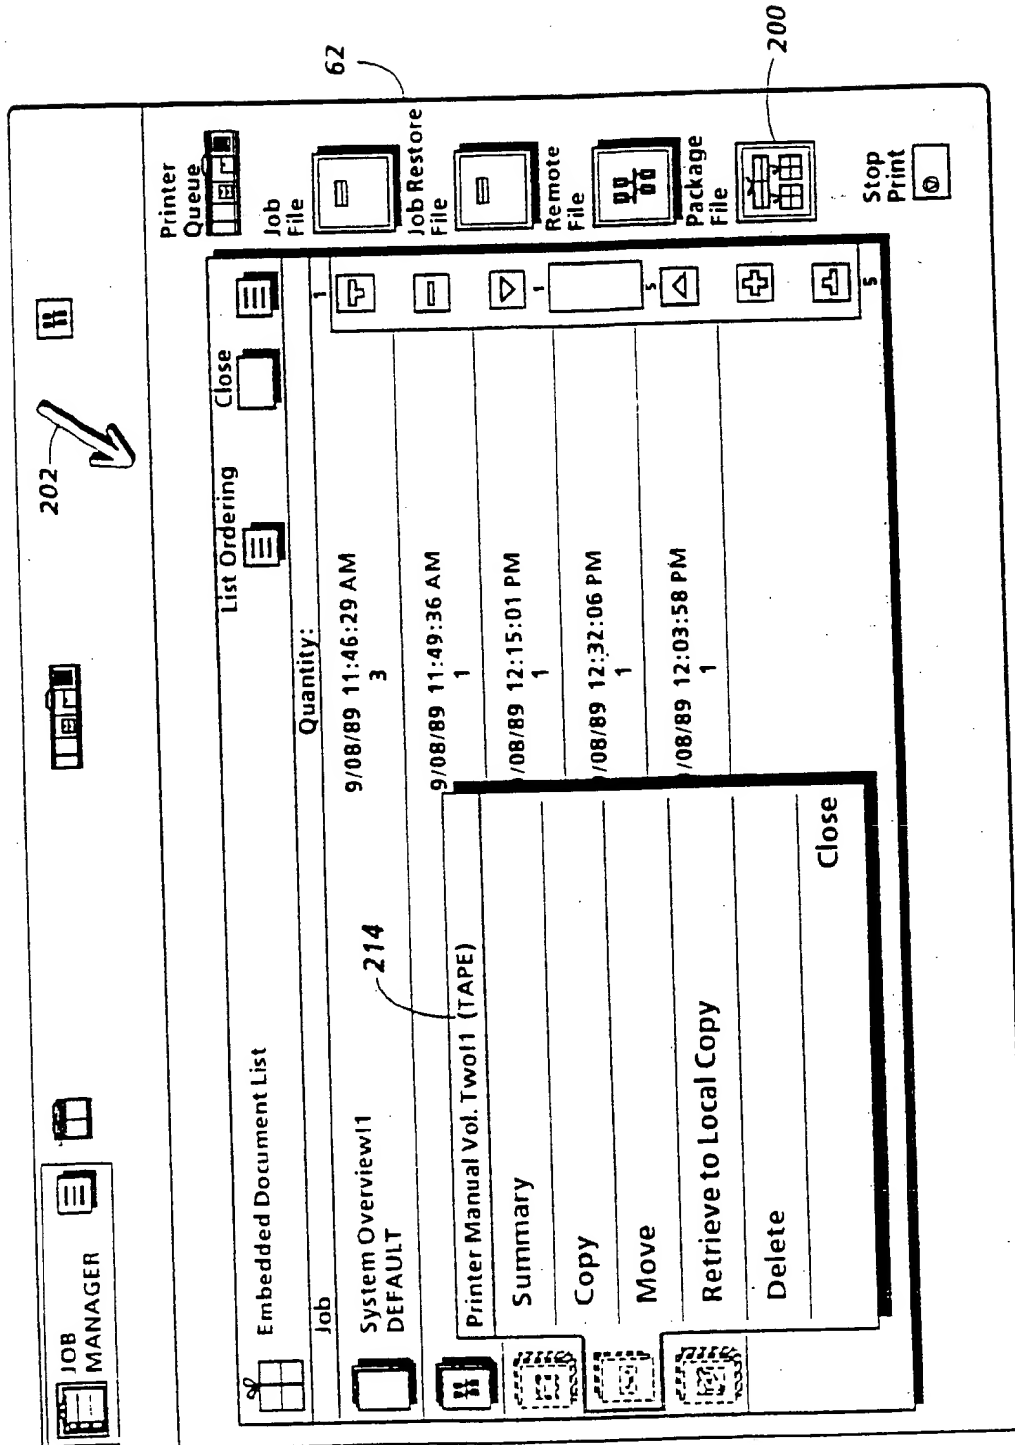 JOB
MANAGER
202
62
Embedded Document List
List Ordering
Close
Job
Quantity:
System Overviewl1
DEFAULT
9/08/89 11:46:29 AM
3
9/08/89 11:49:36 AM
1
/08/89 12:15:01 PM
1
/08/89 12:32:06 PM
1
/08/89 12:03:58 PM
1
214
Printer Manual Vol. Twol1 (TAPE)
Summary
Copy
Move
Retrieve to Local Copy
Delete
Close
1
1
5
5
Printer
Queue
Job
File
Job Restore
File
Remote
File
Package
File
200
Stop
Print